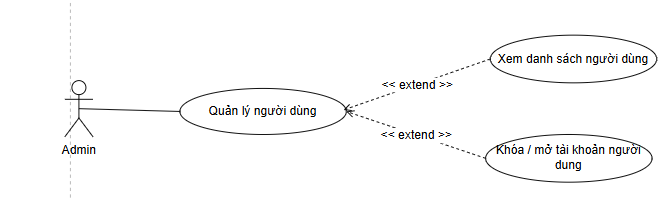 Xem danh sách người dùng
<< extend >>
Quản lý người dùng
<< extend >>
Admin
Khóa / mở tài khoản người
dung